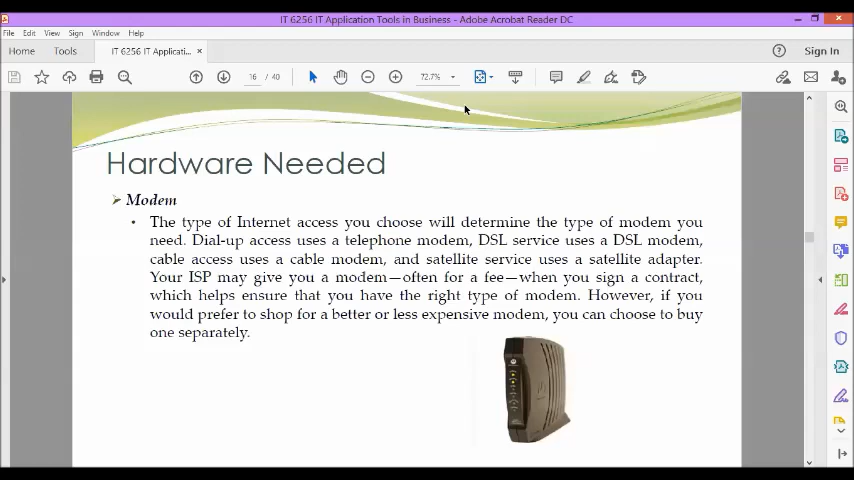 IT 6256 IT Application Tools in Business - Adobe Acrobat Reader DC
File Edit View Sign Window Help
Home Tools IT 6256 IT Applicati... × Sign In
16 / 40 72.7%
Hardware Needed
Modem
• The type of Internet access you choose will determine the type of modem you
need. Dial-up access uses a telephone modem, DSL service uses a DSL modem,
cable access uses a cable modem, and satellite service uses a satellite adapter.
Your ISP may give you a modem—often for a fee—when you sign a contract,
which helps ensure that you have the right type of modem. However, if you
would prefer to shop for a better or less expensive modem, you can choose to buy
one separately.